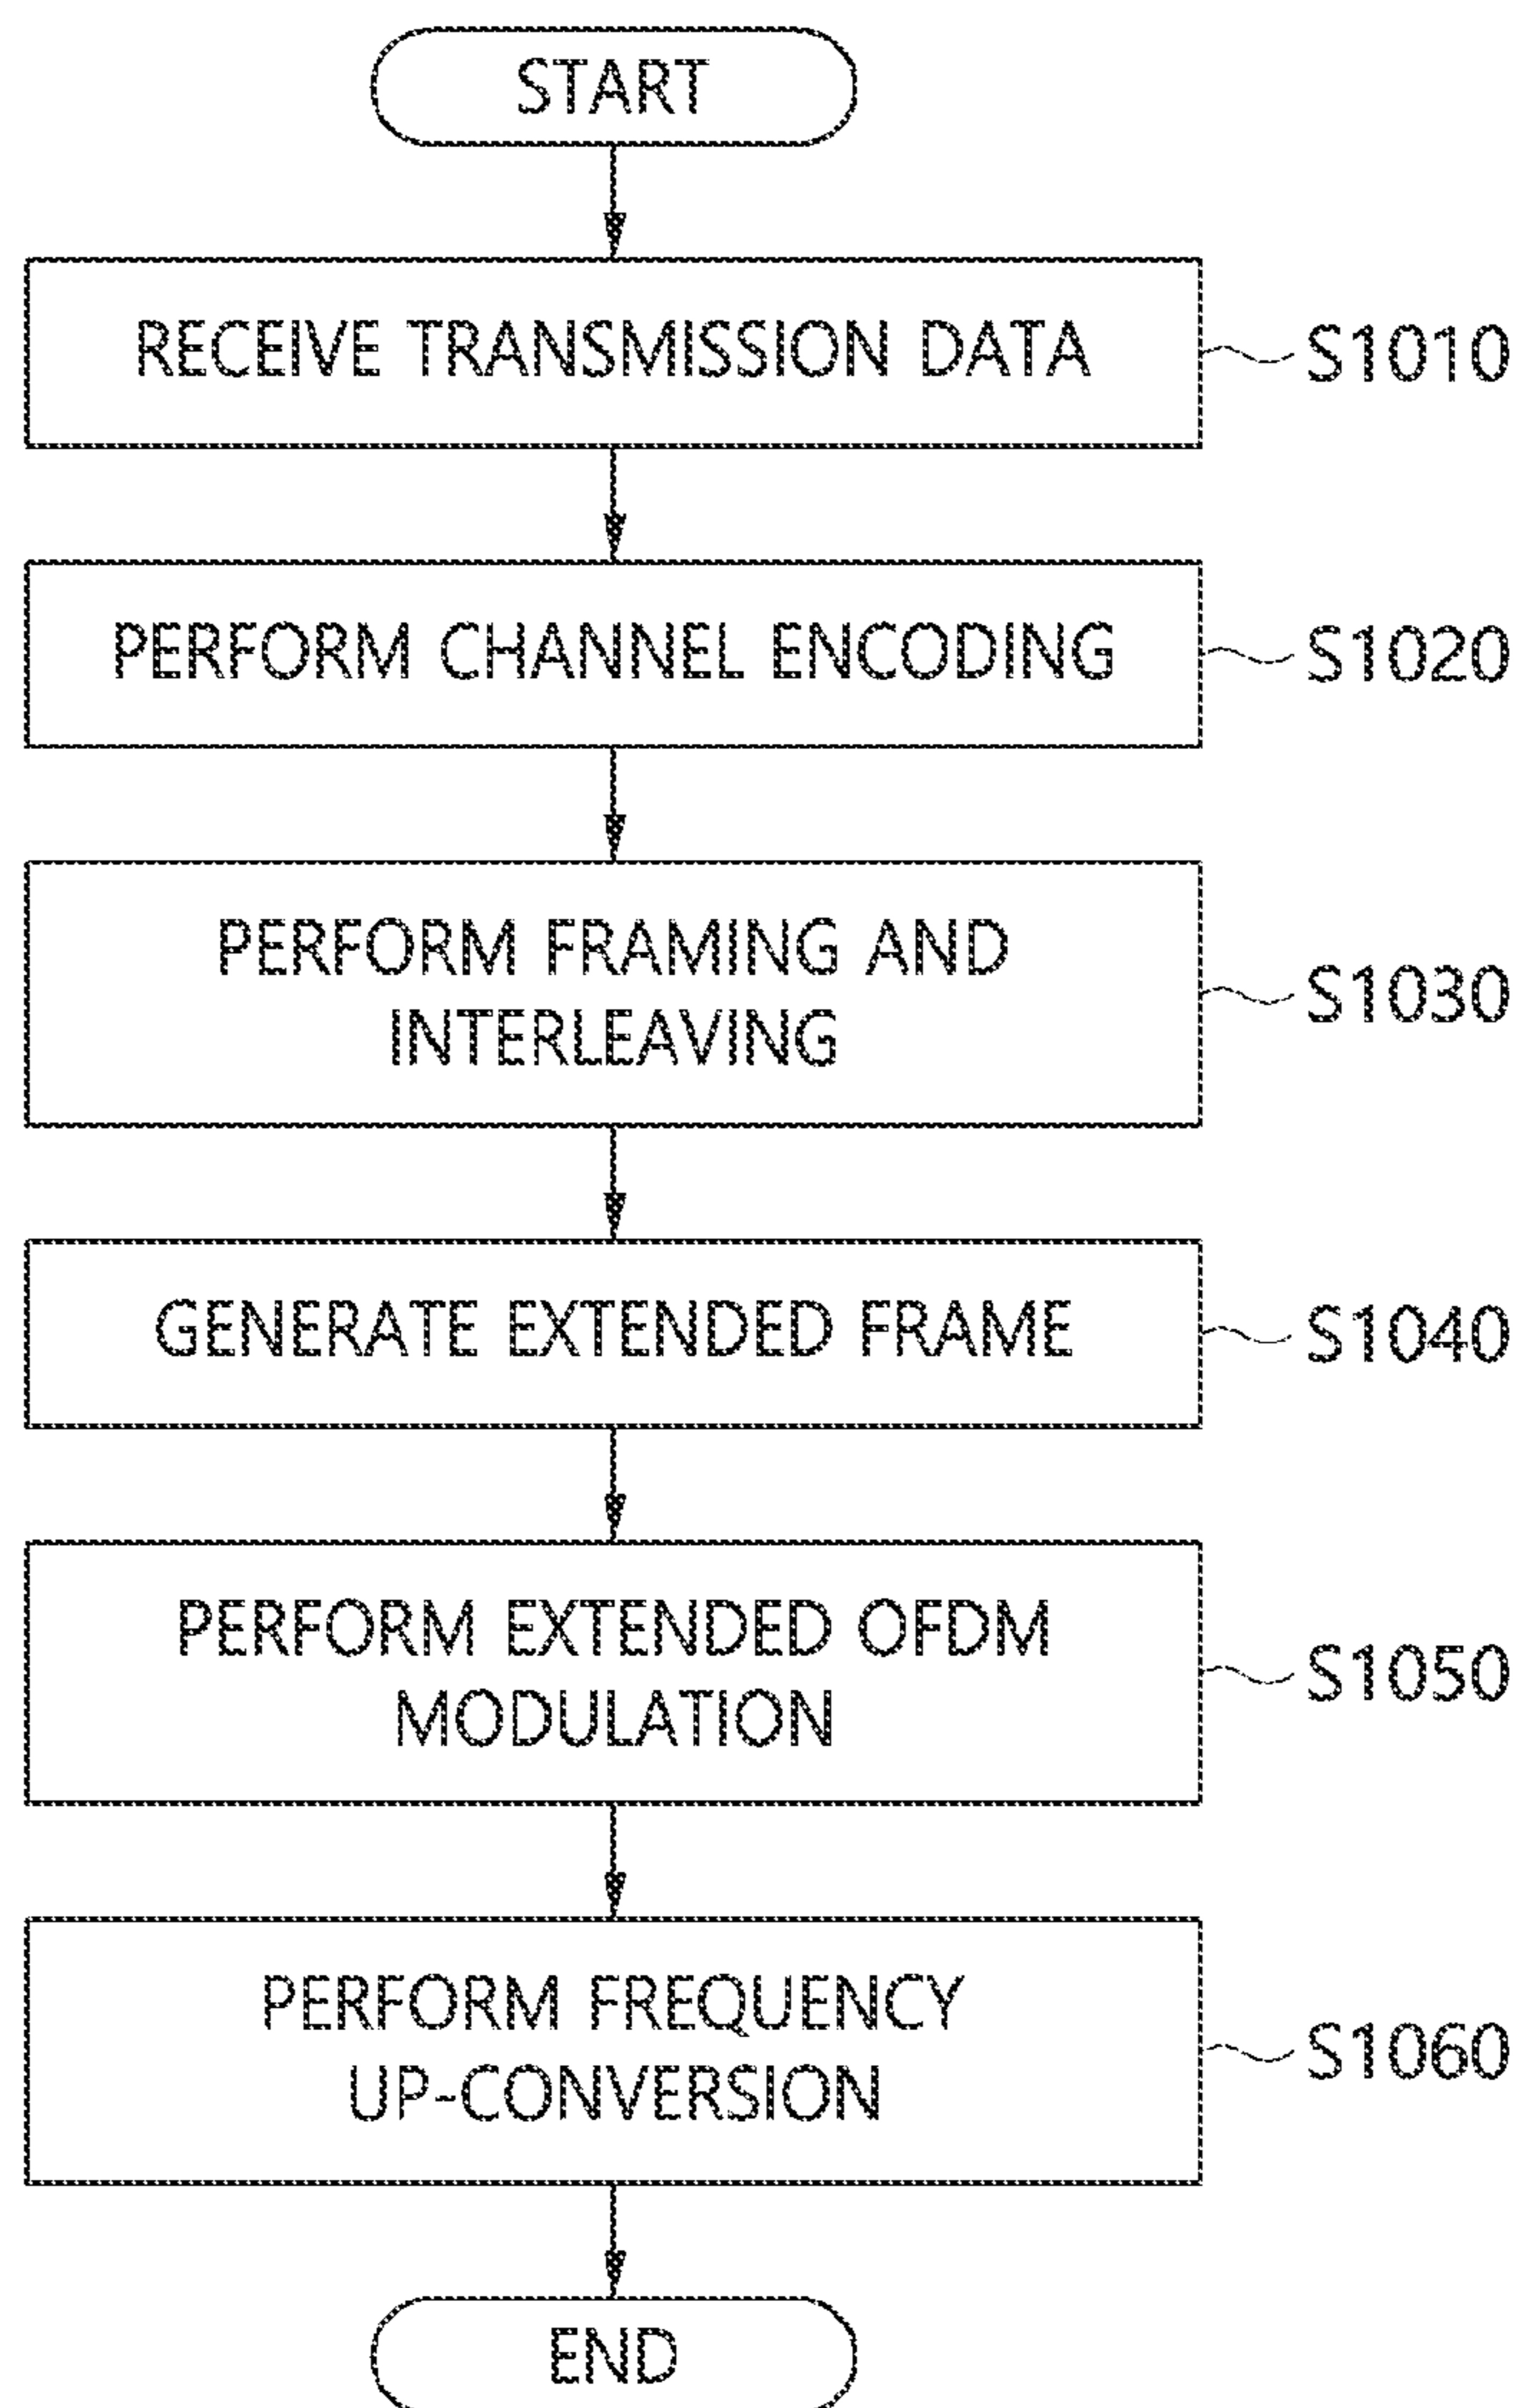 START
RECEIVE TRANSMISSION DATA
S1010
PERFORM CHANNEL ENCODING
S1020
PERFORM FRAMING AND
INTERLEAVING
S1030
GENERATE EXTENDED FRAME
S1040
PERFORM EXTENDED OFDM
MODULATION
S1050
PERFORM FREQUENCY
UP-CONVERSION
S1060
END